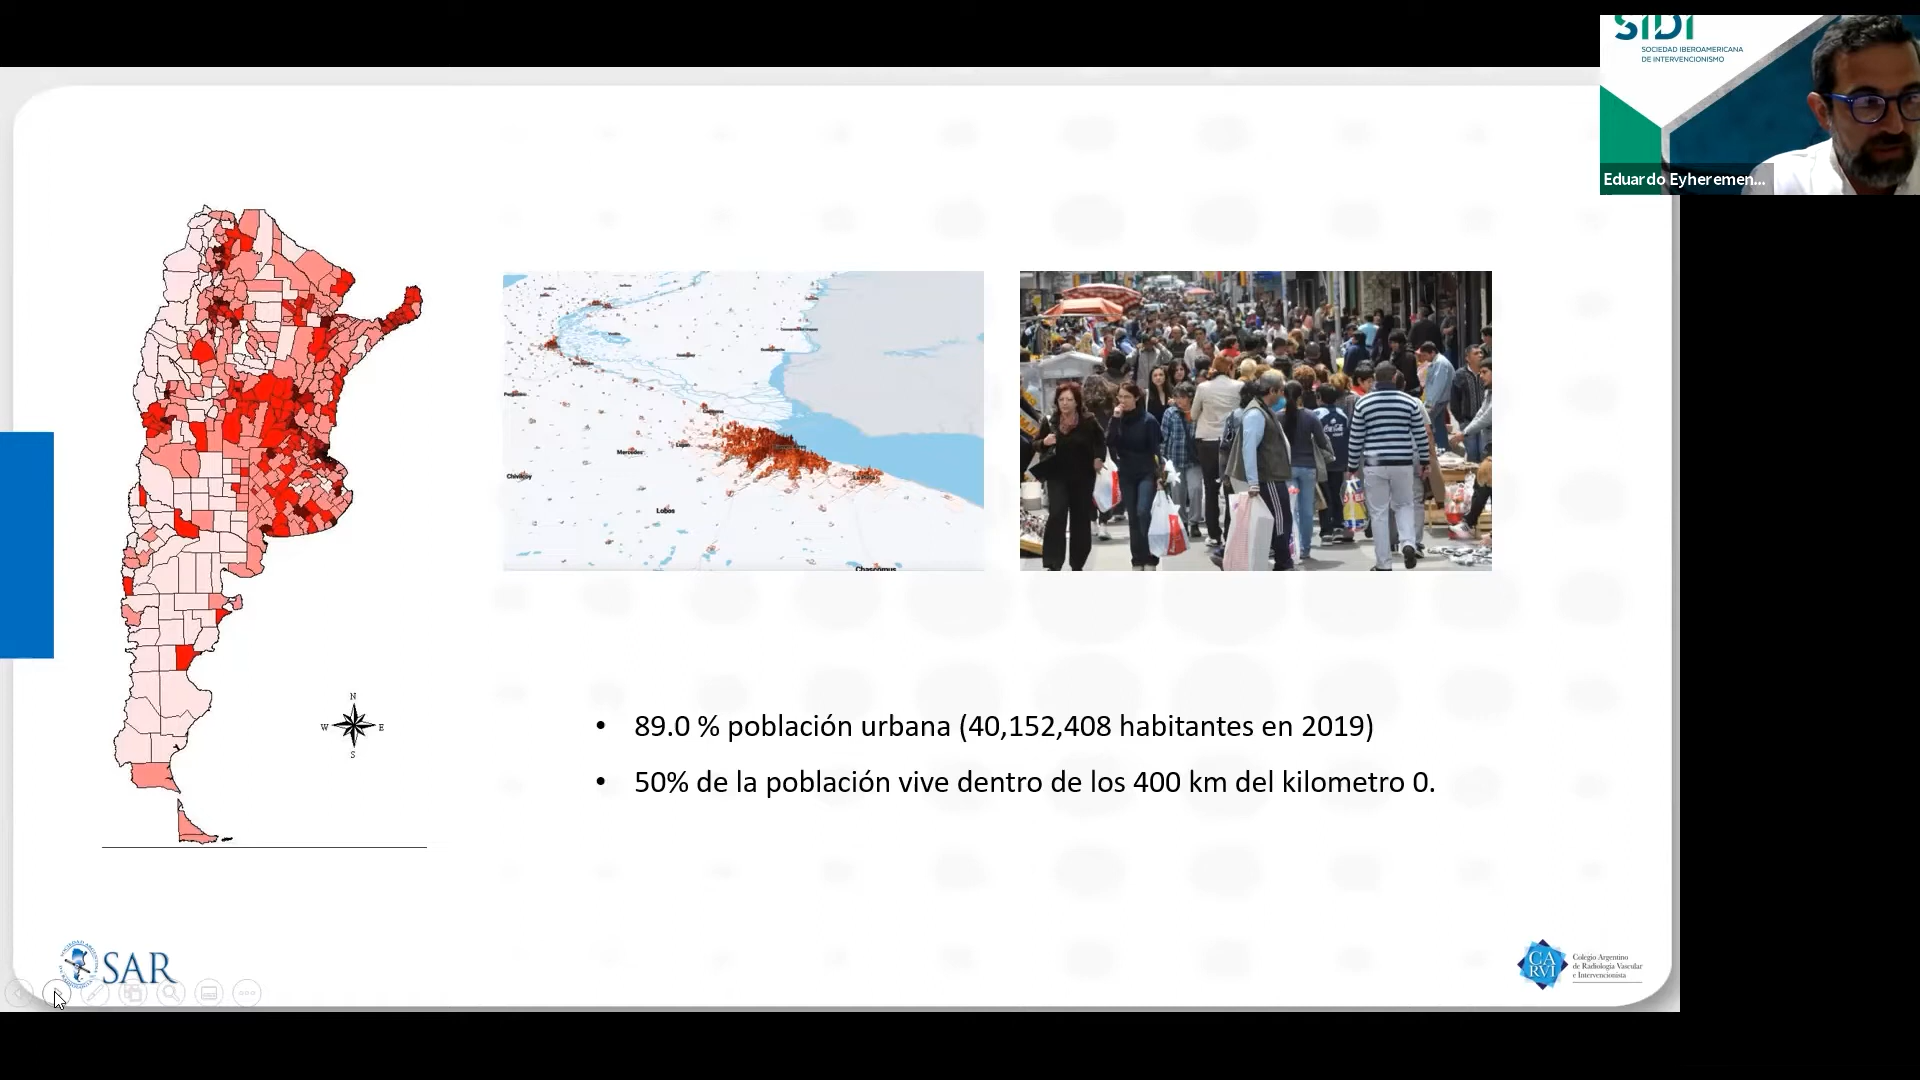 SIDI
SOCIEDAD IBEROAMERICANA
DE INTERVENCIONISMO
Eduardo Eyheremen...
Mercedes
Chivilcoy
Lobos
Chascomus
N
W E
S
• 89.0 % población urbana (40,152,408 habitantes en 2019)
• 50% de la población vive dentro de los 400 km del kilometro 0.
SAR
CA
RVI
Colegio Argentino
de Radiología Vascular
e Intervencionista